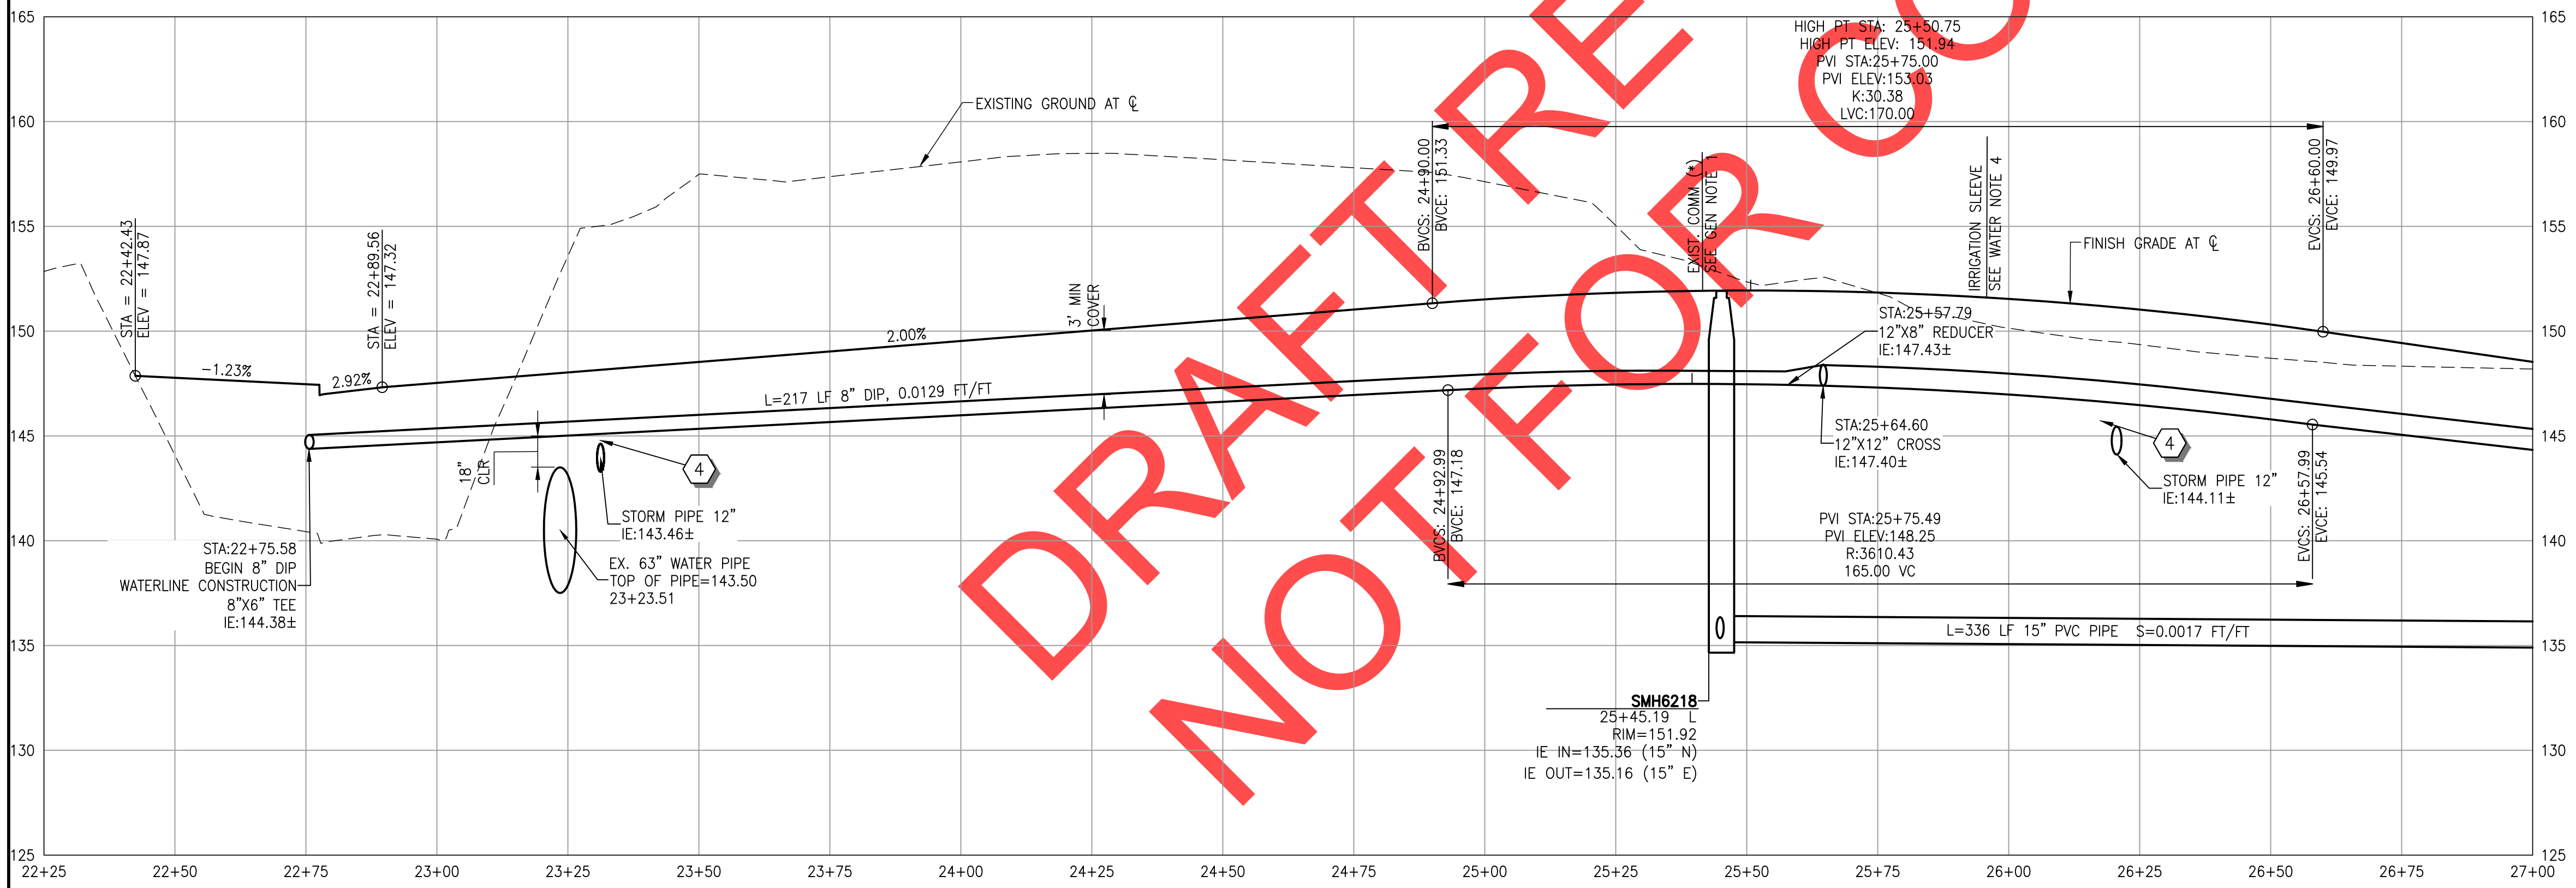 165
160
155
150
145
140
135
130
125
165
160
155
150
145
140
135
130
125
22+25
22+50
22+75
23+00
23+25
23+50
23+75
24+00
24+25
24+50
24+75
25+00
25+25
25+50
25+75
26+00
26+25
26+50
26+75
27+00
HIGH PT STA: 25+50.75
HIGH PT ELEV: 151.94
PVI STA:25+75.00
PVI ELEV:153.03
K:30.38
LVC:170.00
EXISTING GROUND AT ℄
STA = 22+42.43
ELEV = 147.87
STA = 22+89.56
ELEV = 147.32
-1.23%
2.92%
2.00%
3' MIN
COVER
BVCS: 24+90.00
BVCE: 151.33
EXIST. COMM (*)
SEE GEN NOTE 1
IRRIGATION SLEEVE
SEE WATER NOTE 4
FINISH GRADE AT ℄
EVCS: 26+60.00
EVCE: 149.97
STA:25+57.79
12"X8" REDUCER
IE:147.43±
L=217 LF 8" DIP, 0.0129 FT/FT
18"
CLR
4
STORM PIPE 12"
IE:143.46±
EX. 63" WATER PIPE
TOP OF PIPE=143.50
23+23.51
STA:22+75.58
BEGIN 8" DIP
WATERLINE CONSTRUCTION
8"X6" TEE
IE:144.38±
BVCS: 24+92.99
BVCE: 147.18
STA:25+64.60
12"X12" CROSS
IE:147.40±
PVI STA:25+75.49
PVI ELEV:148.25
R:3610.43
165.00 VC
4
STORM PIPE 12"
IE:144.11±
EVCS: 26+57.99
EVCE: 145.54
L=336 LF 15" PVC PIPE S=0.0017 FT/FT
SMH6218
25+45.19 L
RIM=151.92
IE IN=135.36 (15" N)
IE OUT=135.16 (15" E)
DRAFT RE
NOT FOR CO